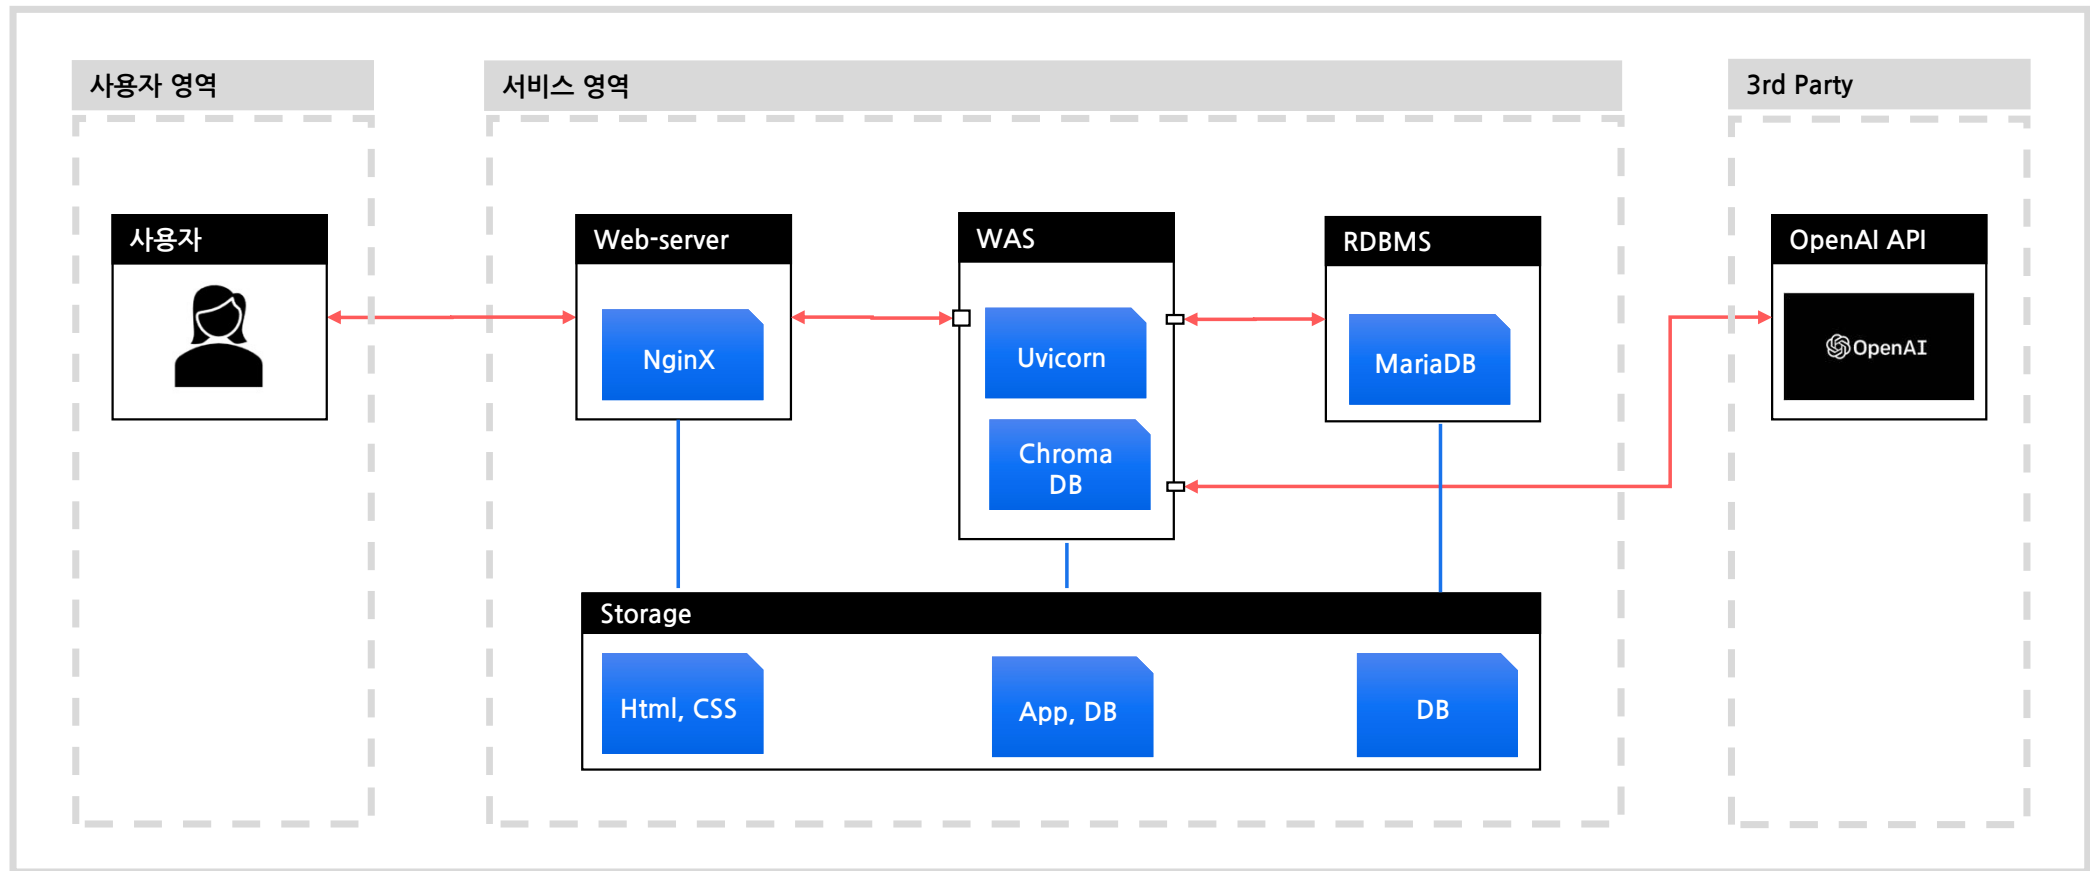 사용자 영역
서비스 영역
3rd Party
사용자
Web-server
NginX
WAS
Uvicorn
Chroma
DB
RDBMS
MariaDB
OpenAI API
OpenAI
Storage
Html, CSS
App, DB
DB